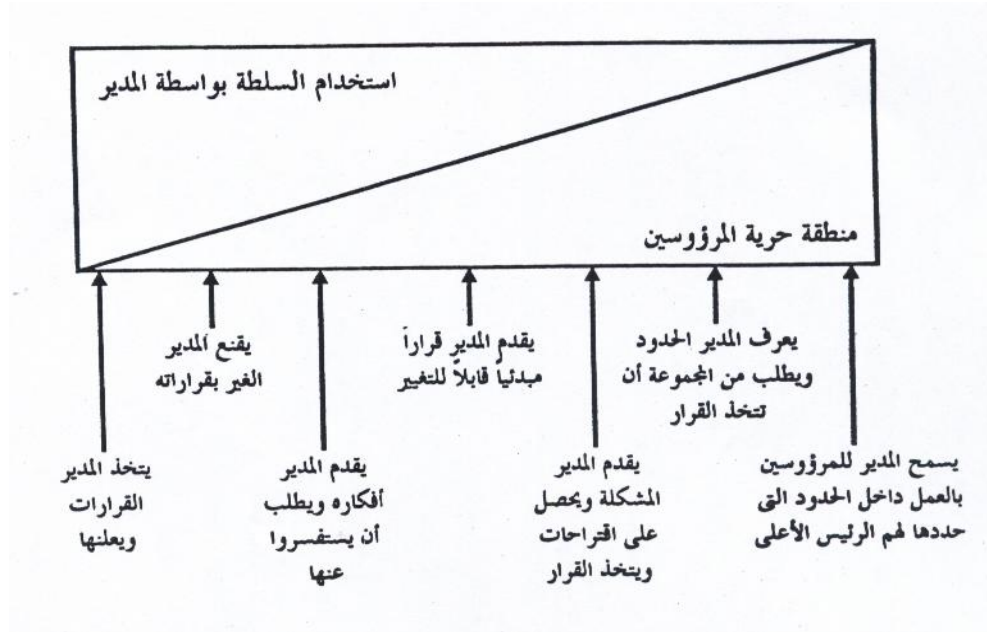 استخدام السلطة بواسطة المدير
منطقة حرية المرؤوسين
يعرف المدير الحدود
ويطلب من المجموعة أن
تتخذ القرار
يقدم المدير قراراً
مبدئياً قابلاً للتغيير
يقنع المدير
الغير بقراراته
يسمح المدير للمرؤوسين
بالعمل داخل الحدود التى
حددها لهم الرئيس الأعلى
يقدم المدير
المشكلة ويحصل
على اقتراحات
ويتخذ القرار
يقدم المدير
أفكاره ويطلب
أن يستفسروا
عنها
يتخذ المدير
القرارات
ويعلنها